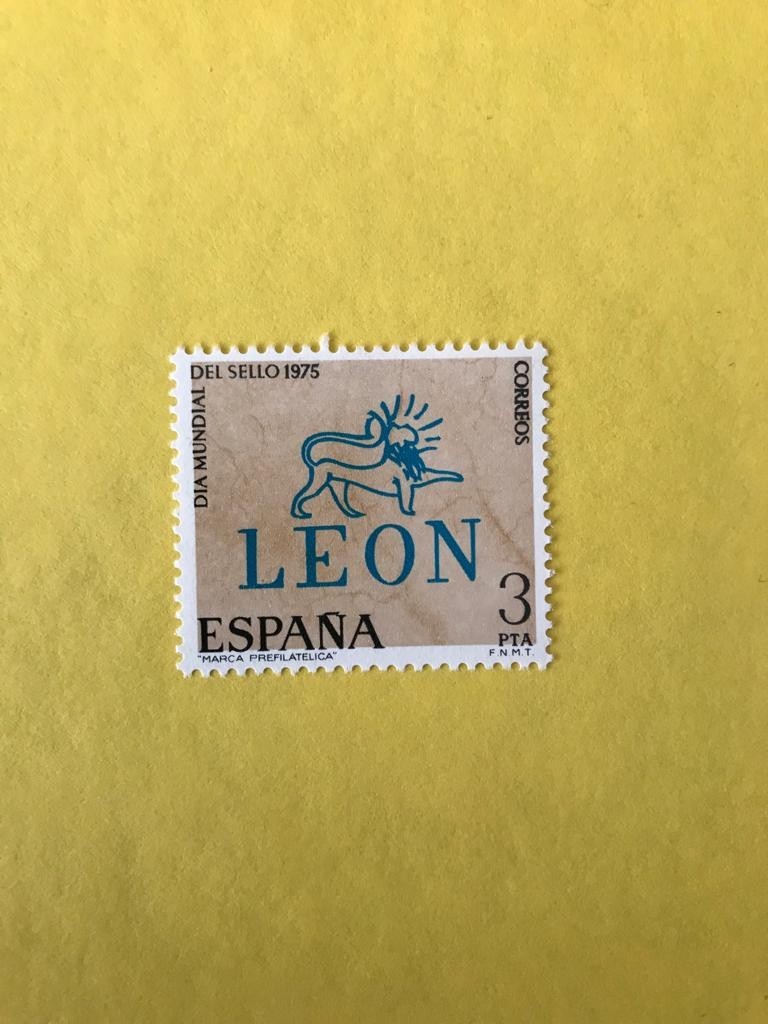 DIA MUNDIAL
DEL SELLO 1975
CORREOS
LEON
3
PTA
ESPAÑA
"MARCA PREFILATELICA"
F.N.M.T.